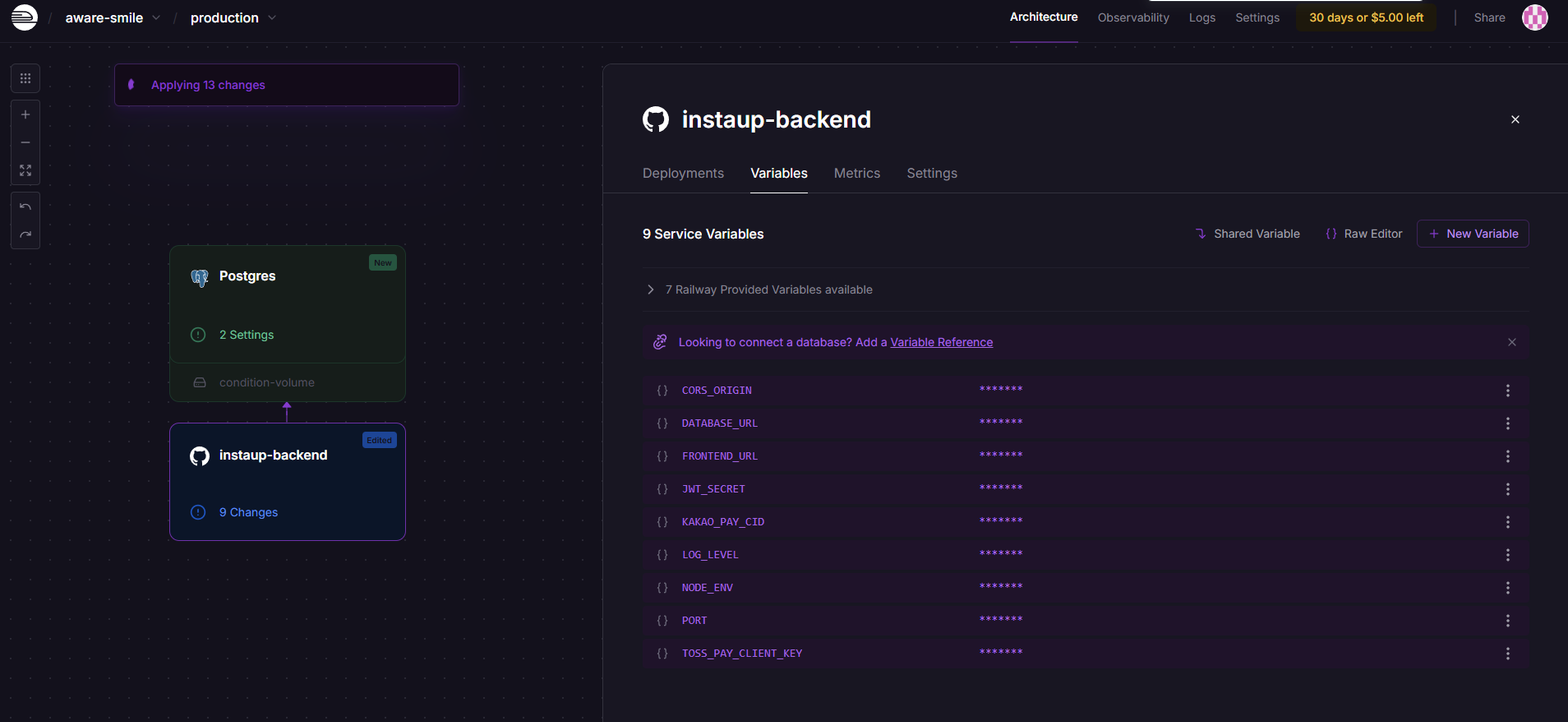 / aware-smile / production
Architecture Observability Logs Settings 30 days or $5.00 left Share
Applying 13 changes
Postgres
New
2 Settings
condition-volume
instaup-backend
Edited
9 Changes
instaup-backend
Deployments Variables Metrics Settings
9 Service Variables
Shared Variable {} Raw Editor + New Variable
7 Railway Provided Variables available
Looking to connect a database? Add a Variable Reference
{} CORS_ORIGIN *******
{} DATABASE_URL *******
{} FRONTEND_URL *******
{} JWT_SECRET *******
{} KAKAO_PAY_CID *******
{} LOG_LEVEL *******
{} NODE_ENV *******
{} PORT *******
{} TOSS_PAY_CLIENT_KEY *******